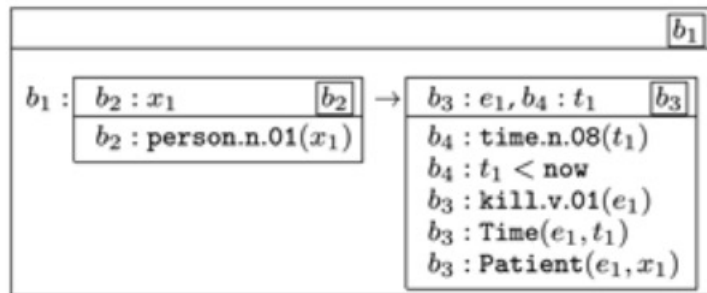 b₁
b₁ : b₂ : x₁ b₂ → b₃ : e₁, b₄ : t₁ b₃
b₂ : person.n.01(x₁) b₄ : time.n.08(t₁)
b₄ : t₁ < now
b₃ : kill.v.01(e₁)
b₃ : Time(e₁, t₁)
b₃ : Patient(e₁, x₁)